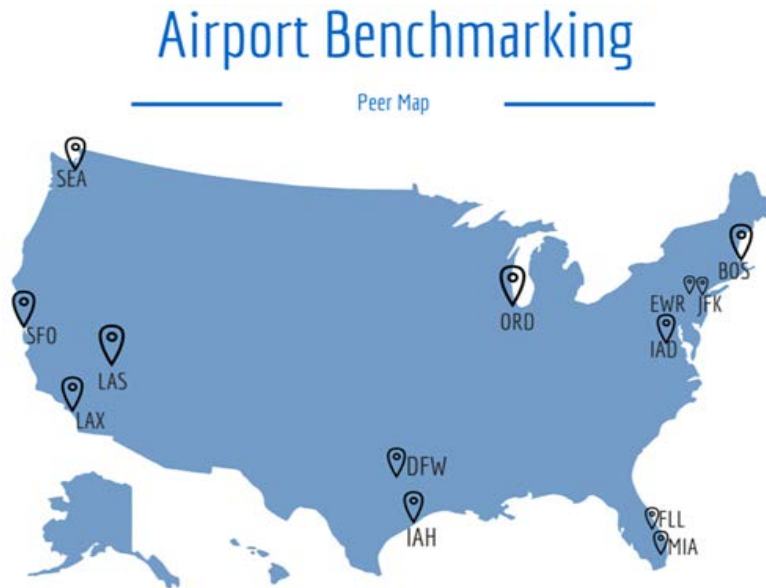 Airport Benchmarking
Peer Map
SEA
BOS
EWR JFK
ORD
SFO
IAD
LAS
LAX
DFW
IAH
FLL
MIA